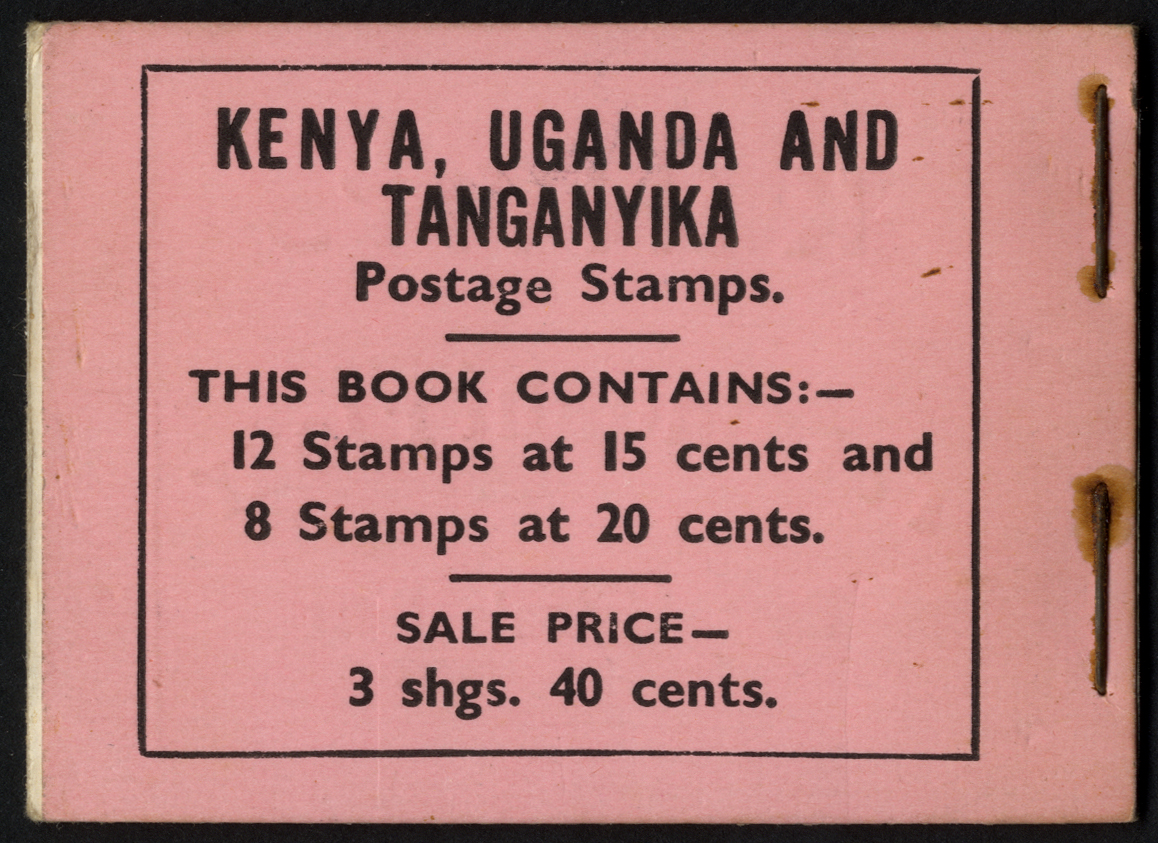 KENYA, UGANDA AND
TANGANYIKA
Postage Stamps.
THIS BOOK CONTAINS:—
12 Stamps at 15 cents and
8 Stamps at 20 cents.
SALE PRICE—
3 shgs. 40 cents.